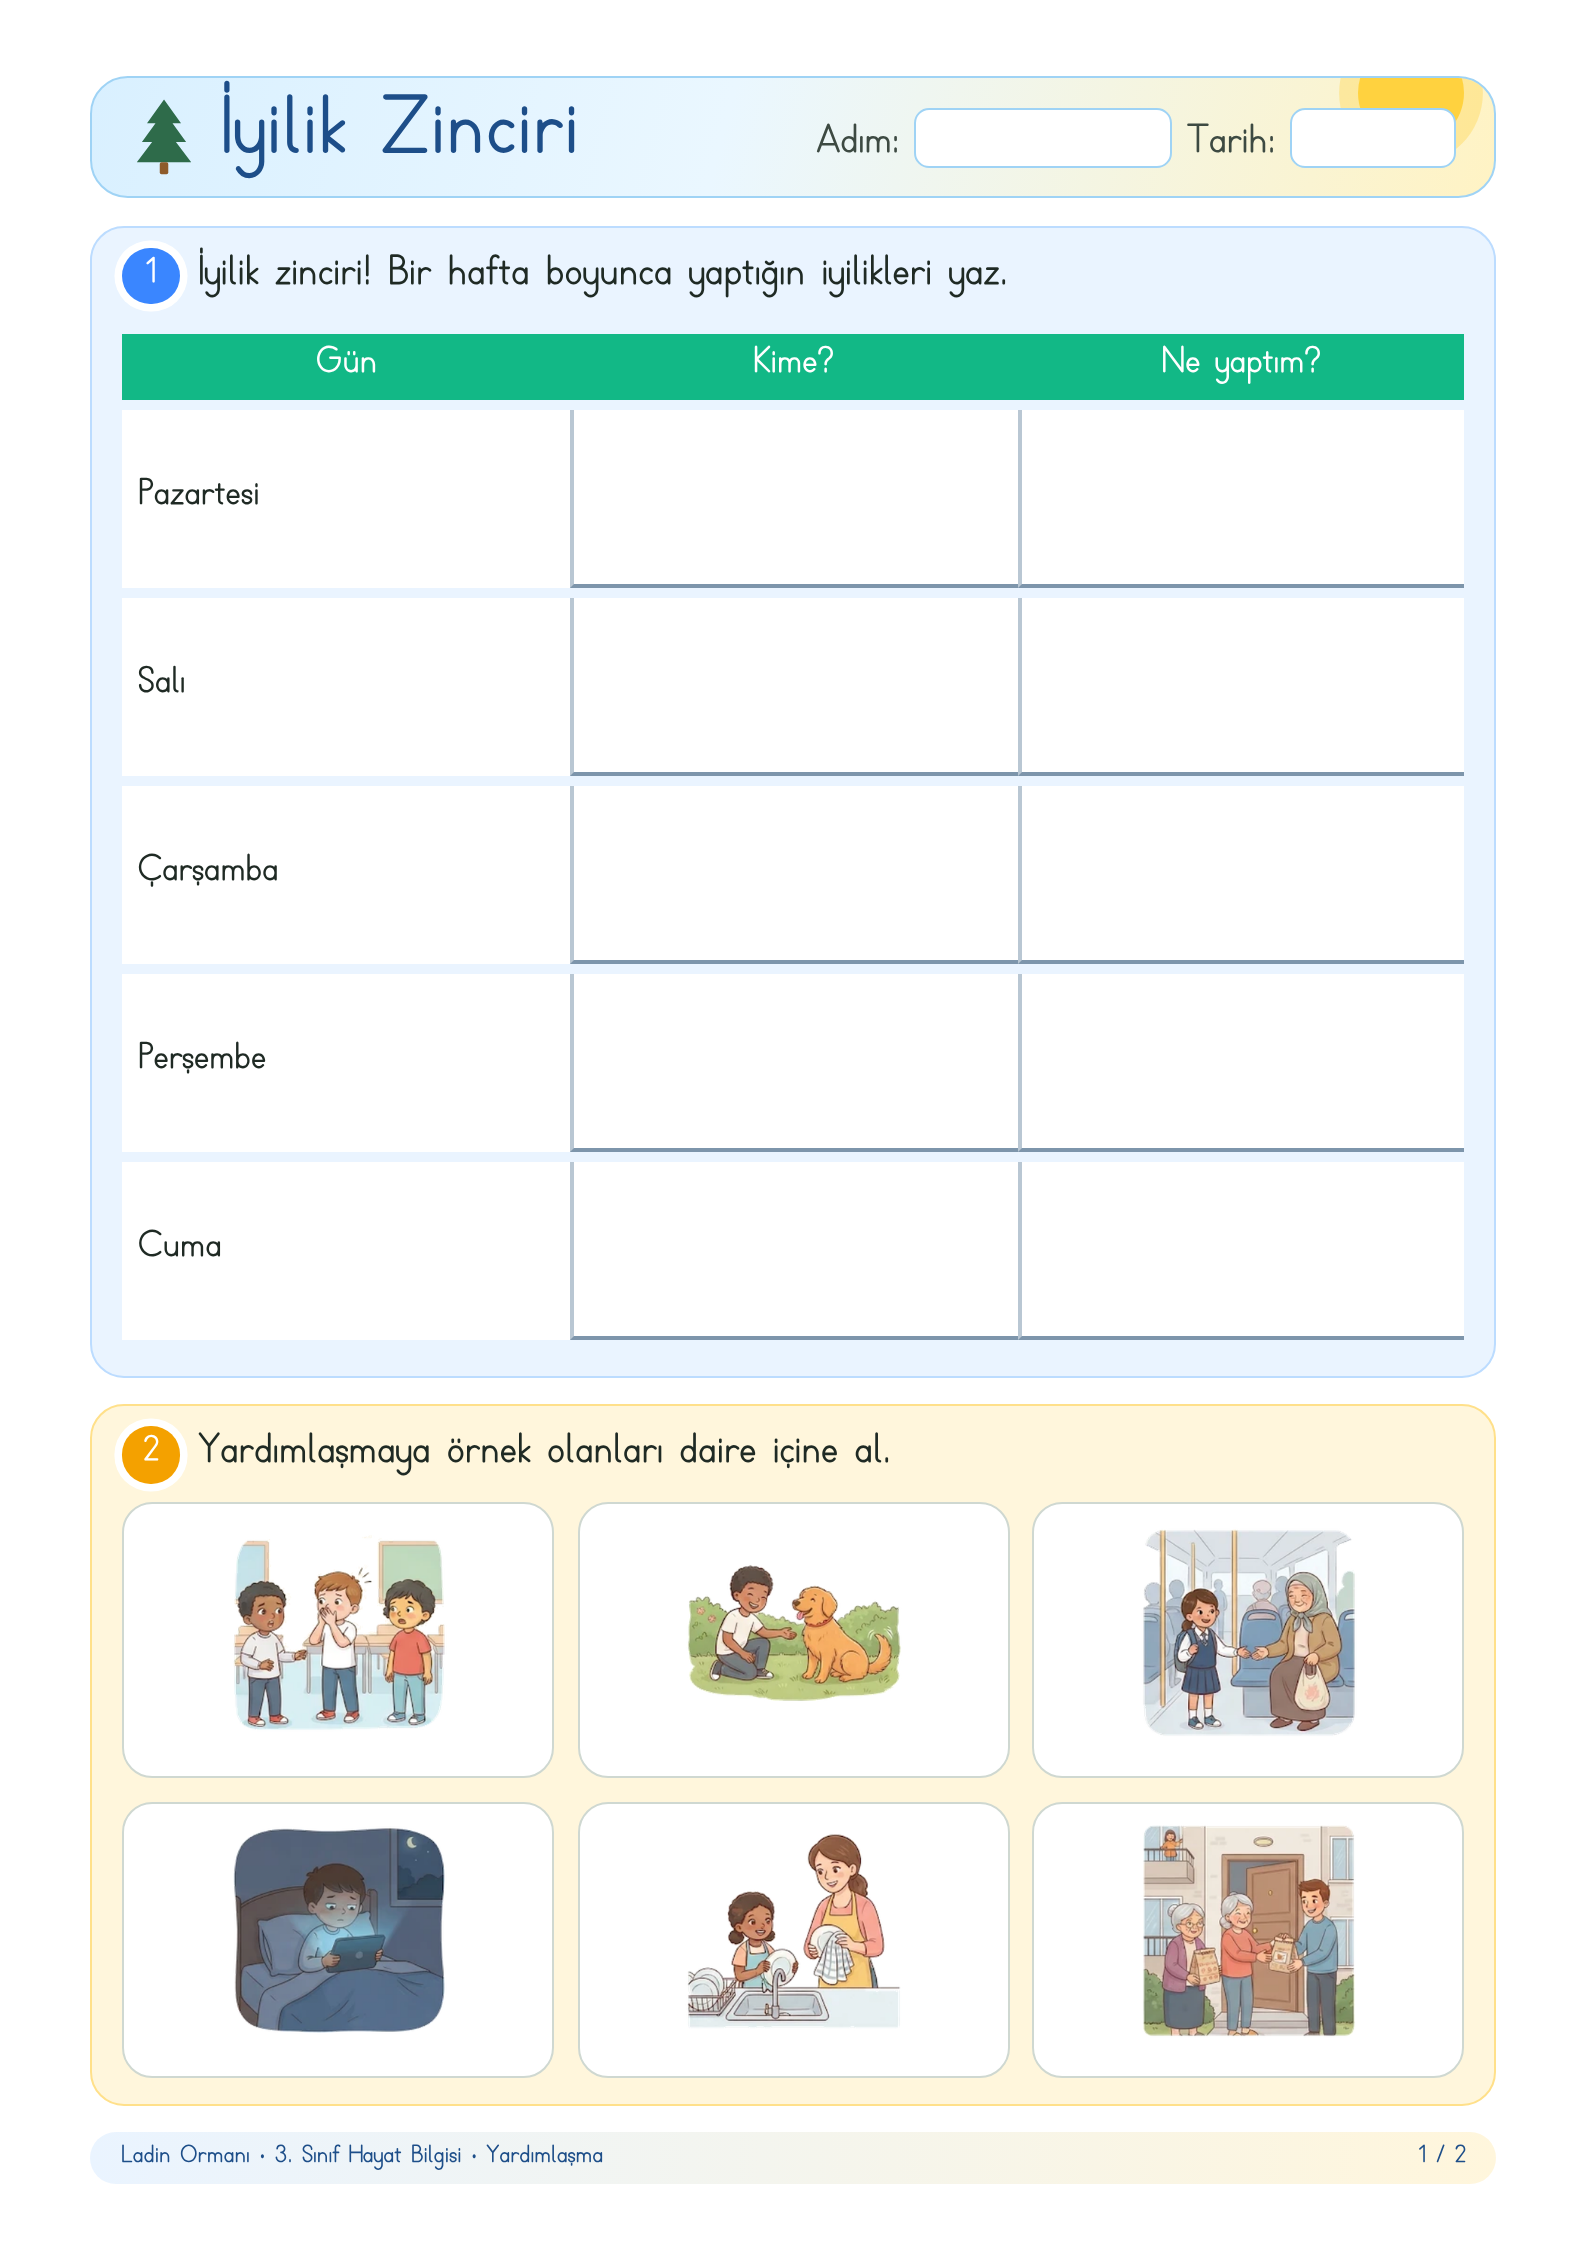 İyilik Zinciri
Adım:
Tarih:
1
İyilik zinciri! Bir hafta boyunca yaptığın iyilikleri yaz.
Gün
Kime?
Ne yaptım?
Pazartesi
Salı
Çarşamba
Perşembe
Cuma
2
Yardımlaşmaya örnek olanları daire içine al.
Ladin Ormanı • 3. Sınıf Hayat Bilgisi • Yardımlaşma
1 / 2